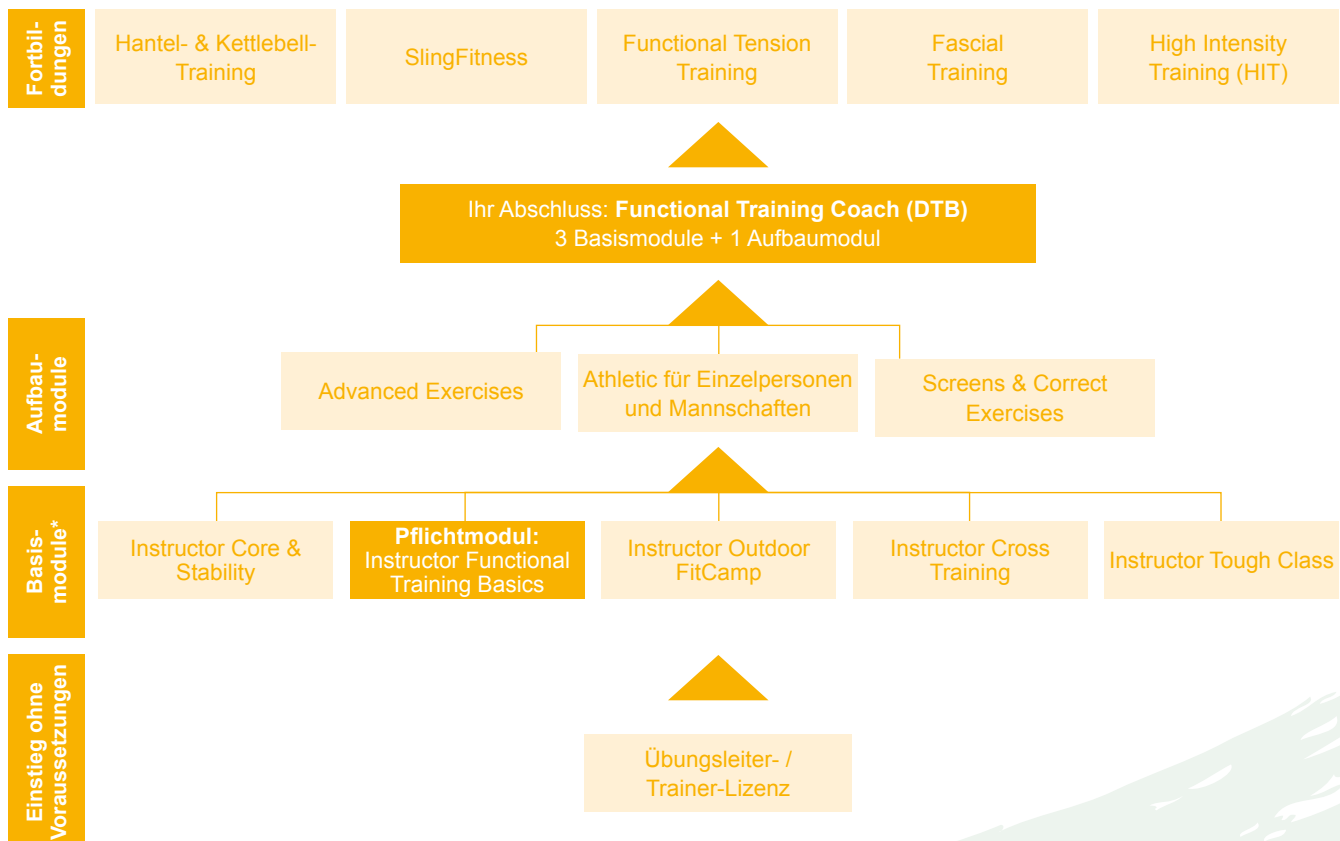 Fortbil-
dungen
Hantel- & Kettlebell-
Training
SlingFitness
Functional Tension
Training
Fascial
Training
High Intensity
Training (HIT)
Ihr Abschluss: Functional Training Coach (DTB)
3 Basismodule + 1 Aufbaumodul
Aufbau-
module
Advanced Exercises
Athletic für Einzelpersonen
und Mannschaften
Screens & Correct
Exercises
Basis-
module*
Instructor Core &
Stability
Pflichtmodul:
Instructor Functional
Training Basics
Instructor Outdoor
FitCamp
Instructor Cross
Training
Instructor Tough Class
Einstieg ohne
Voraussetzungen
Übungsleiter- /
Trainer-Lizenz